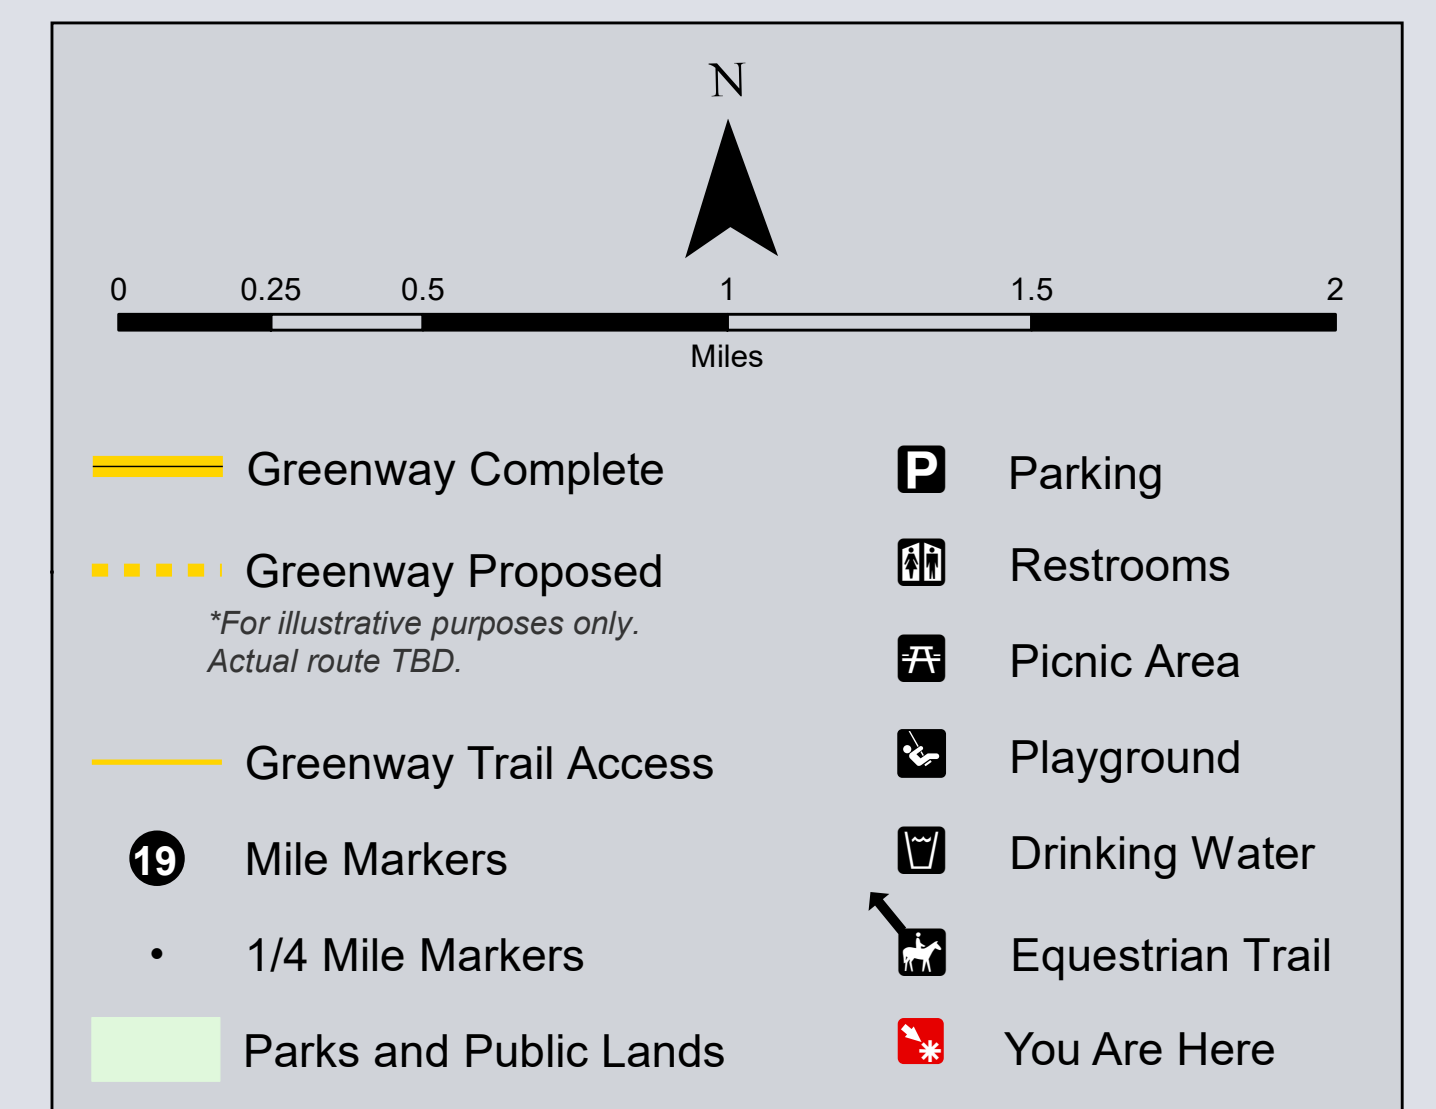 N
0 0.25 0.5 1 1.5 2
Miles
Greenway Complete
Greenway Proposed
*For illustrative purposes only.
Actual route TBD.
Greenway Trail Access
19 Mile Markers
1/4 Mile Markers
Parks and Public Lands
P Parking
Restrooms
Picnic Area
Playground
Drinking Water
Equestrian Trail
You Are Here